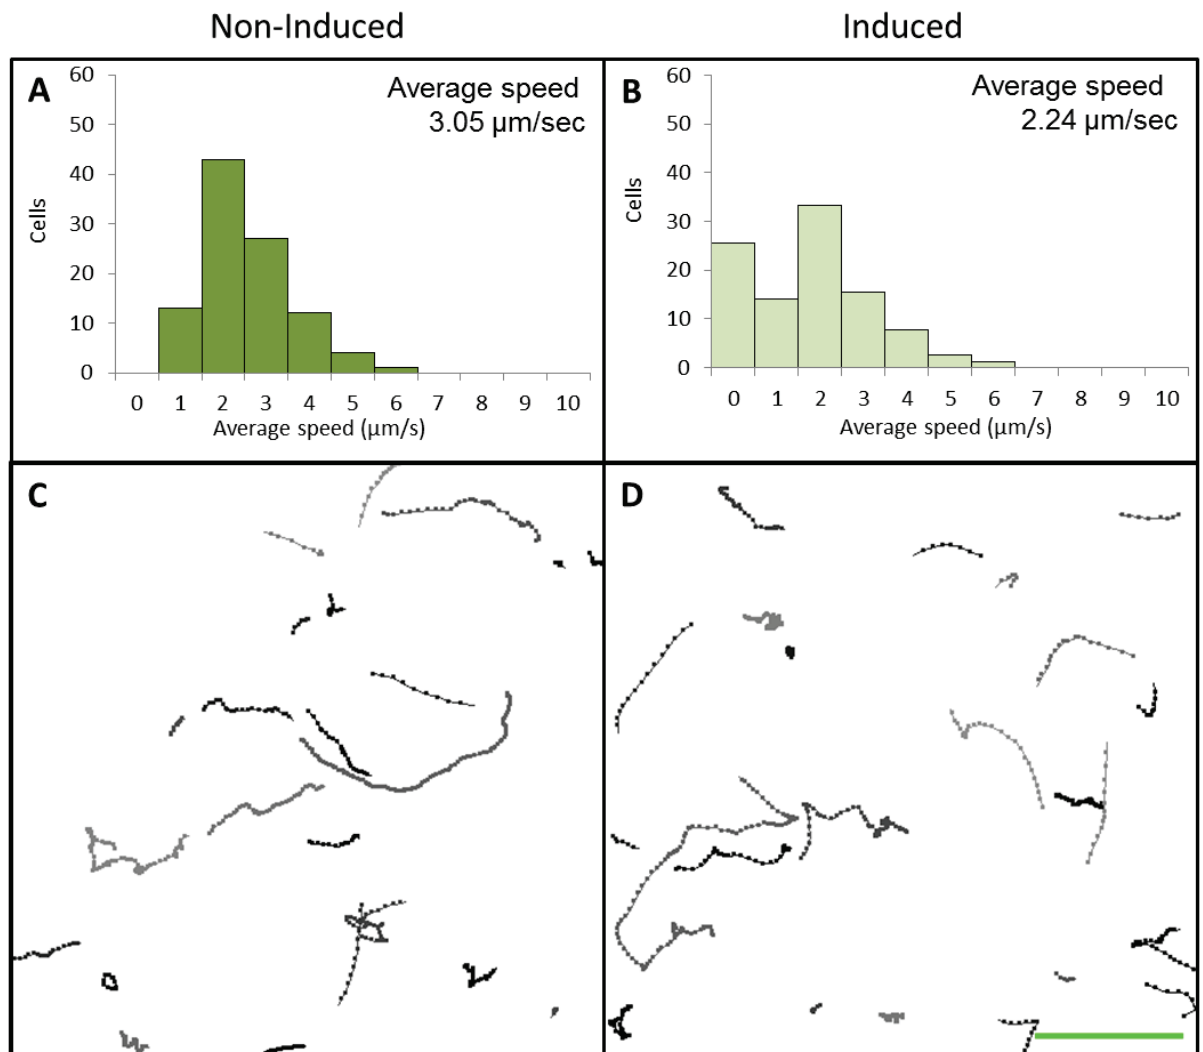 Non-Induced
Induced
A
Average speed
3.05 µm/sec
60
50
40
30
20
10
0
Cells
0 1 2 3 4 5 6 7 8 9 10
Average speed (µm/s)
B
Average speed
2.24 µm/sec
60
50
40
30
20
10
0
Cells
0 1 2 3 4 5 6 7 8 9 10
Average speed (µm/s)
C
D